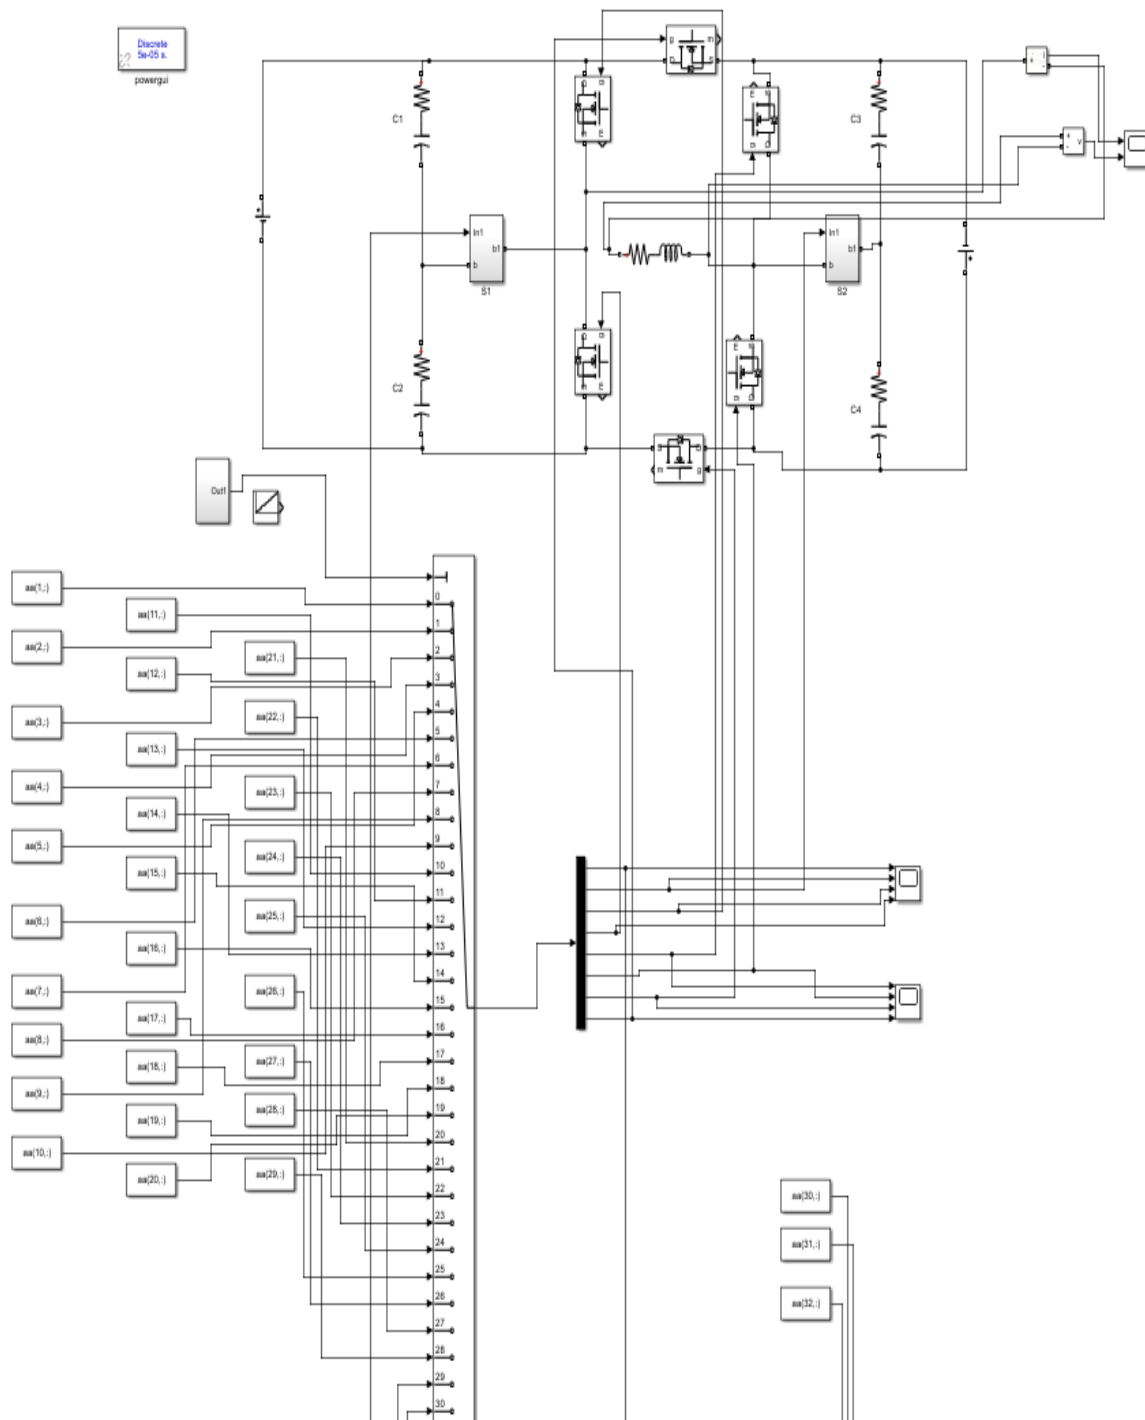 Discrete
5e-05 s.
powergui
g
m
C1
C3
+
-
v
In1
b1
b
S1
In1
b1
b
S2
C2
C4
m
g
Out1
aa(1,:)
aa(11,:)
aa(2,:)
aa(21,:)
aa(12,:)
aa(3,:)
aa(22,:)
aa(13,:)
aa(4,:)
aa(23,:)
aa(14,:)
aa(5,:)
aa(24,:)
aa(15,:)
aa(6,:)
aa(25,:)
aa(16,:)
aa(7,:)
aa(26,:)
aa(17,:)
aa(8,:)
aa(27,:)
aa(18,:)
aa(9,:)
aa(28,:)
aa(19,:)
aa(10,:)
aa(29,:)
aa(20,:)
0
1
2
3
4
5
6
7
8
9
10
11
12
13
14
15
16
17
18
19
20
21
22
23
24
25
26
27
28
29
30
aa(30,:)
aa(31,:)
aa(32,:)